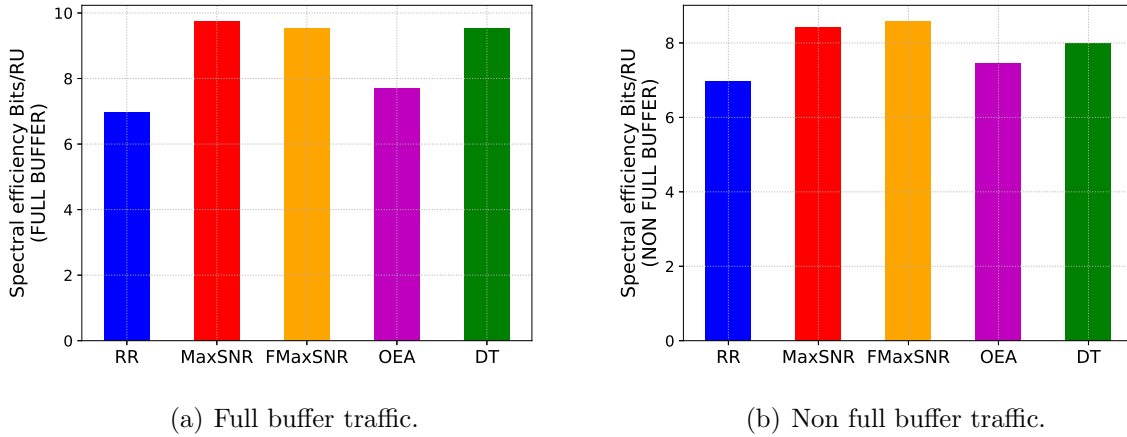 Spectral efficiency Bits/RU
(FULL BUFFER)
10
8
6
4
2
0
RR MaxSNR FMaxSNR OEA DT
(a) Full buffer traffic.
Spectral efficiency Bits/RU
(NON FULL BUFFER)
8
6
4
2
0
RR MaxSNR FMaxSNR OEA DT
(b) Non full buffer traffic.